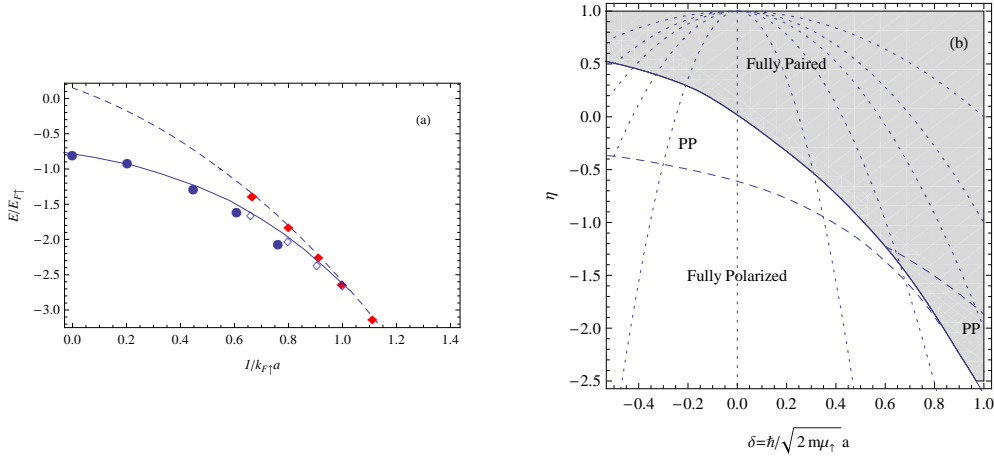 (a)
E/E_{F↑}
0.0
−0.5
−1.0
−1.5
−2.0
−2.5
−3.0
0.0 0.2 0.4 0.6 0.8 1.0 1.2 1.4
1/k_{F↑}a
(b)
Fully Paired
PP
Fully Polarized
PP
η
1.0
0.5
0.0
−0.5
−1.0
−1.5
−2.0
−2.5
−0.4 −0.2 0.0 0.2 0.4 0.6 0.8 1.0
δ=ℏ/√2 mμ↑ a